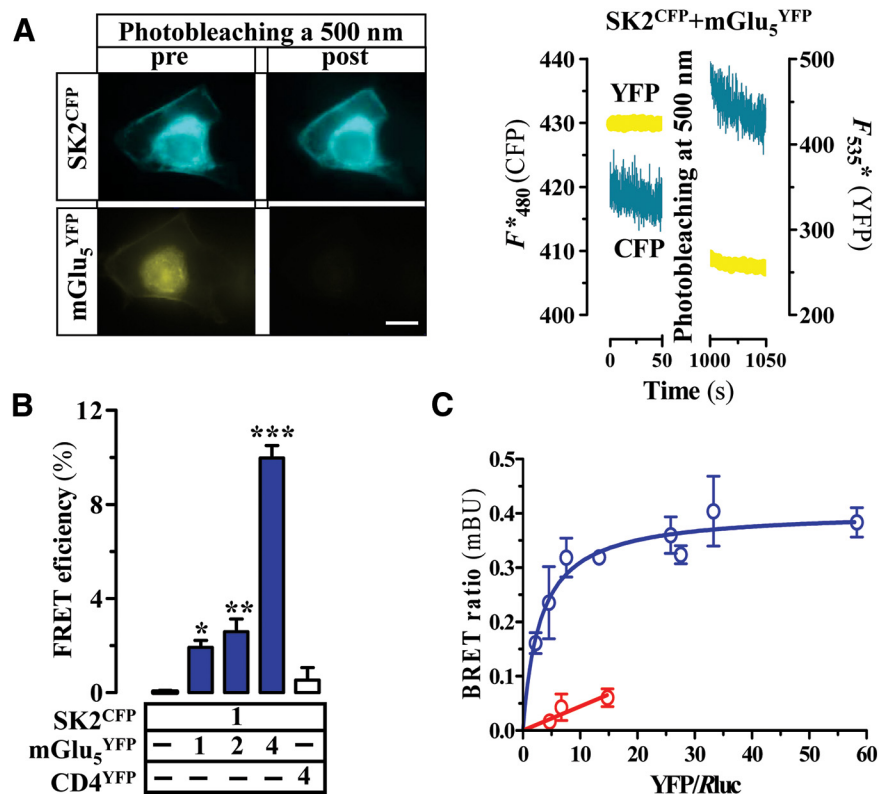 A
Photobleaching a 500 nm
pre post
SK2CFP
mGlu5YFP
SK2CFP+mGlu5YFP
F*480 (CFP)
440
430
420
410
400
YFP
CFP
Photobleaching at 500 nm
500
400
300
200
F535* (YFP)
0 50 1000 1050
Time (s)
B
FRET eficiency (%)
12
8
4
0
* ** ***
SK2CFP 1
mGlu5YFP – 1 2 4 –
CD4YFP – – – – 4
C
BRET ratio (mBU)
0.5
0.4
0.3
0.2
0.1
0.0
0 10 20 30 40 50 60
YFP/Rluc